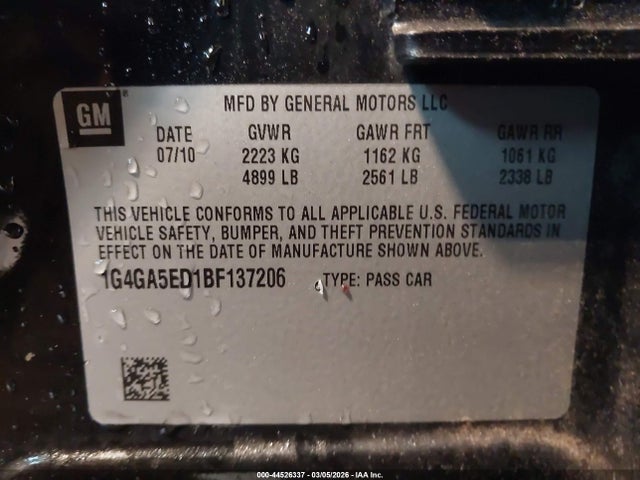 GM®
MFD BY GENERAL MOTORS LLC
DATE GVWR GAWR FRT GAWR RR
07/10 2223 KG 1162 KG 1061 KG
4899 LB 2561 LB 2338 LB
THIS VEHICLE CONFORMS TO ALL APPLICABLE U.S. FEDERAL MOTOR
VEHICLE SAFETY, BUMPER, AND THEFT PREVENTION STANDARDS IN
EFFECT ON THE DATE OF MANUFACTURE SHOWN ABOVE.
1G4GA5ED1BF137206 TYPE: PASS CAR
000-44526337 - 03/05/2026 - IAA Inc.